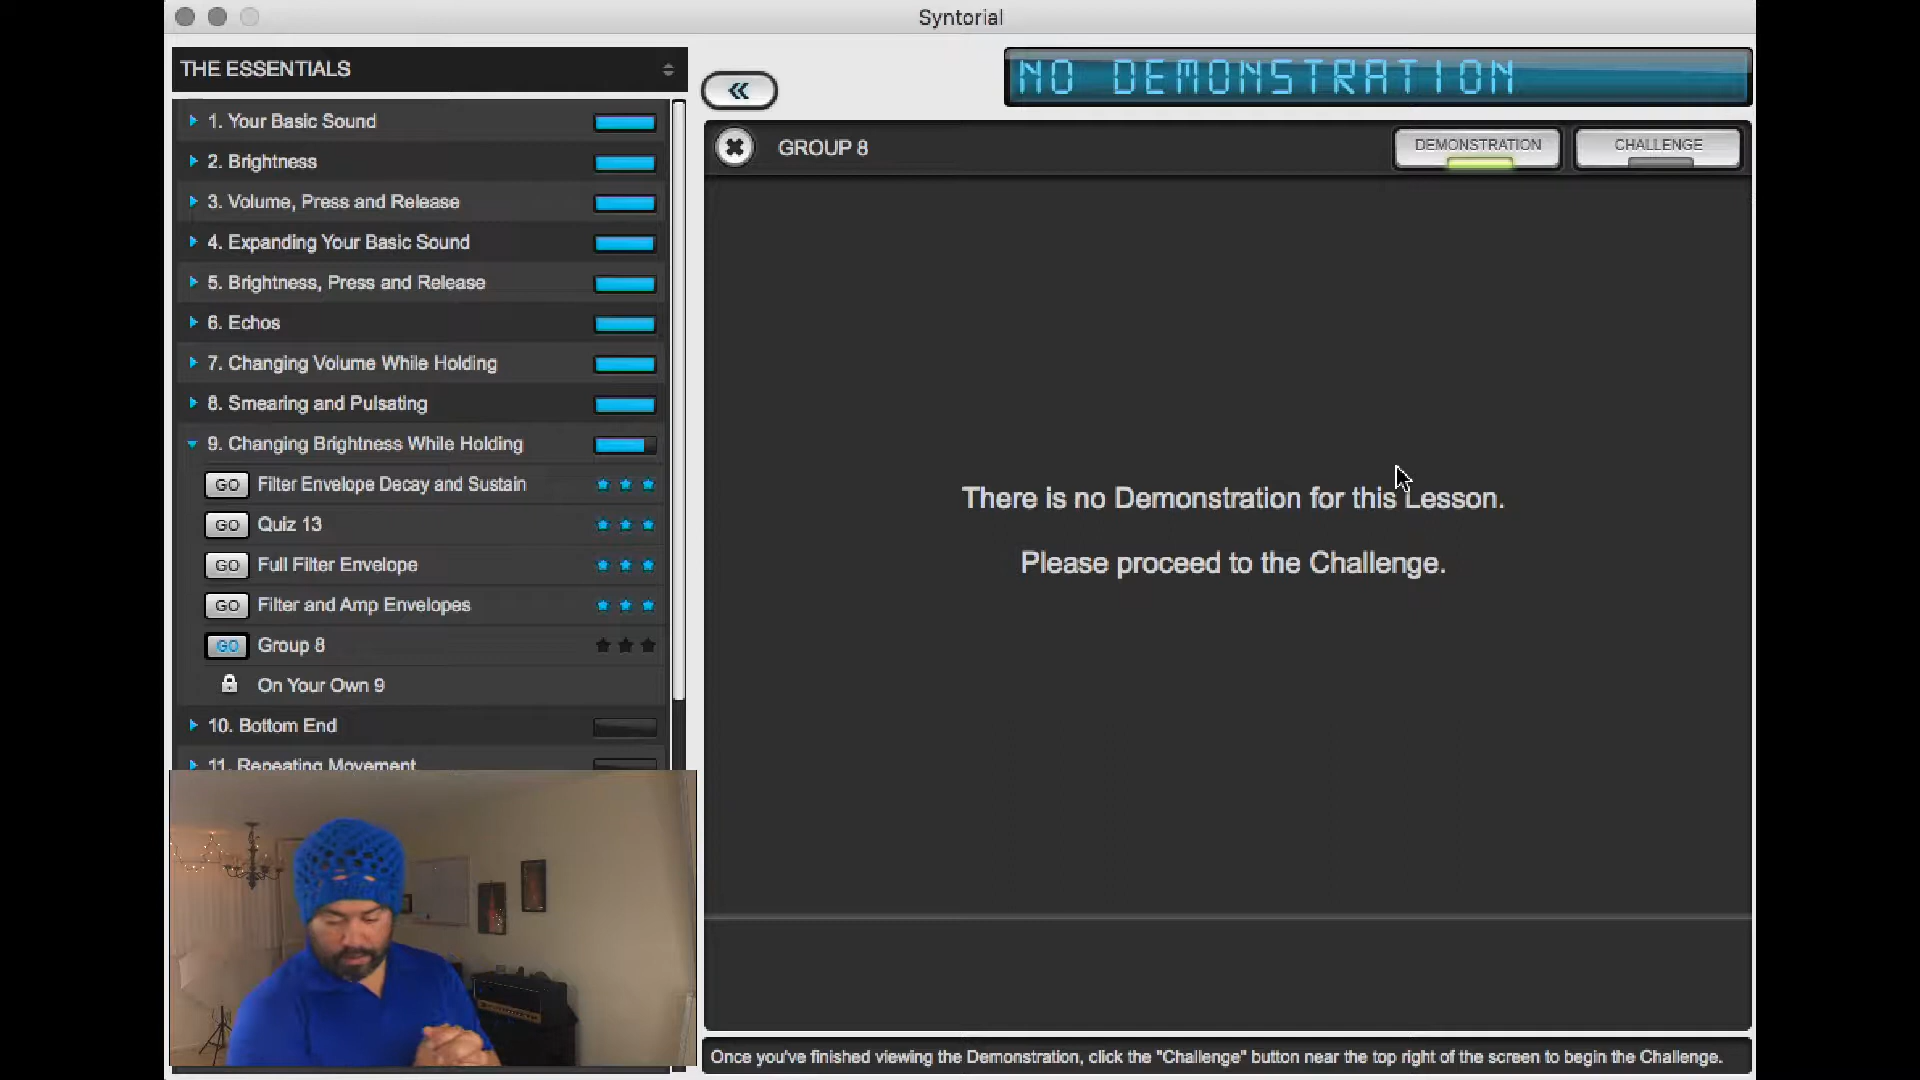 Syntorial
THE ESSENTIALS
1. Your Basic Sound
2. Brightness
3. Volume, Press and Release
4. Expanding Your Basic Sound
5. Brightness, Press and Release
6. Echos
7. Changing Volume While Holding
8. Smearing and Pulsating
9. Changing Brightness While Holding
GO Filter Envelope Decay and Sustain
GO Quiz 13
GO Full Filter Envelope
GO Filter and Amp Envelopes
GO Group 8
On Your Own 9
10. Bottom End
11. Repeating Movement
NO DEMONSTRATION
GROUP 8
DEMONSTRATION
CHALLENGE
There is no Demonstration for this Lesson.
Please proceed to the Challenge.
Once you've finished viewing the Demonstration, click the "Challenge" button near the top right of the screen to begin the Challenge.